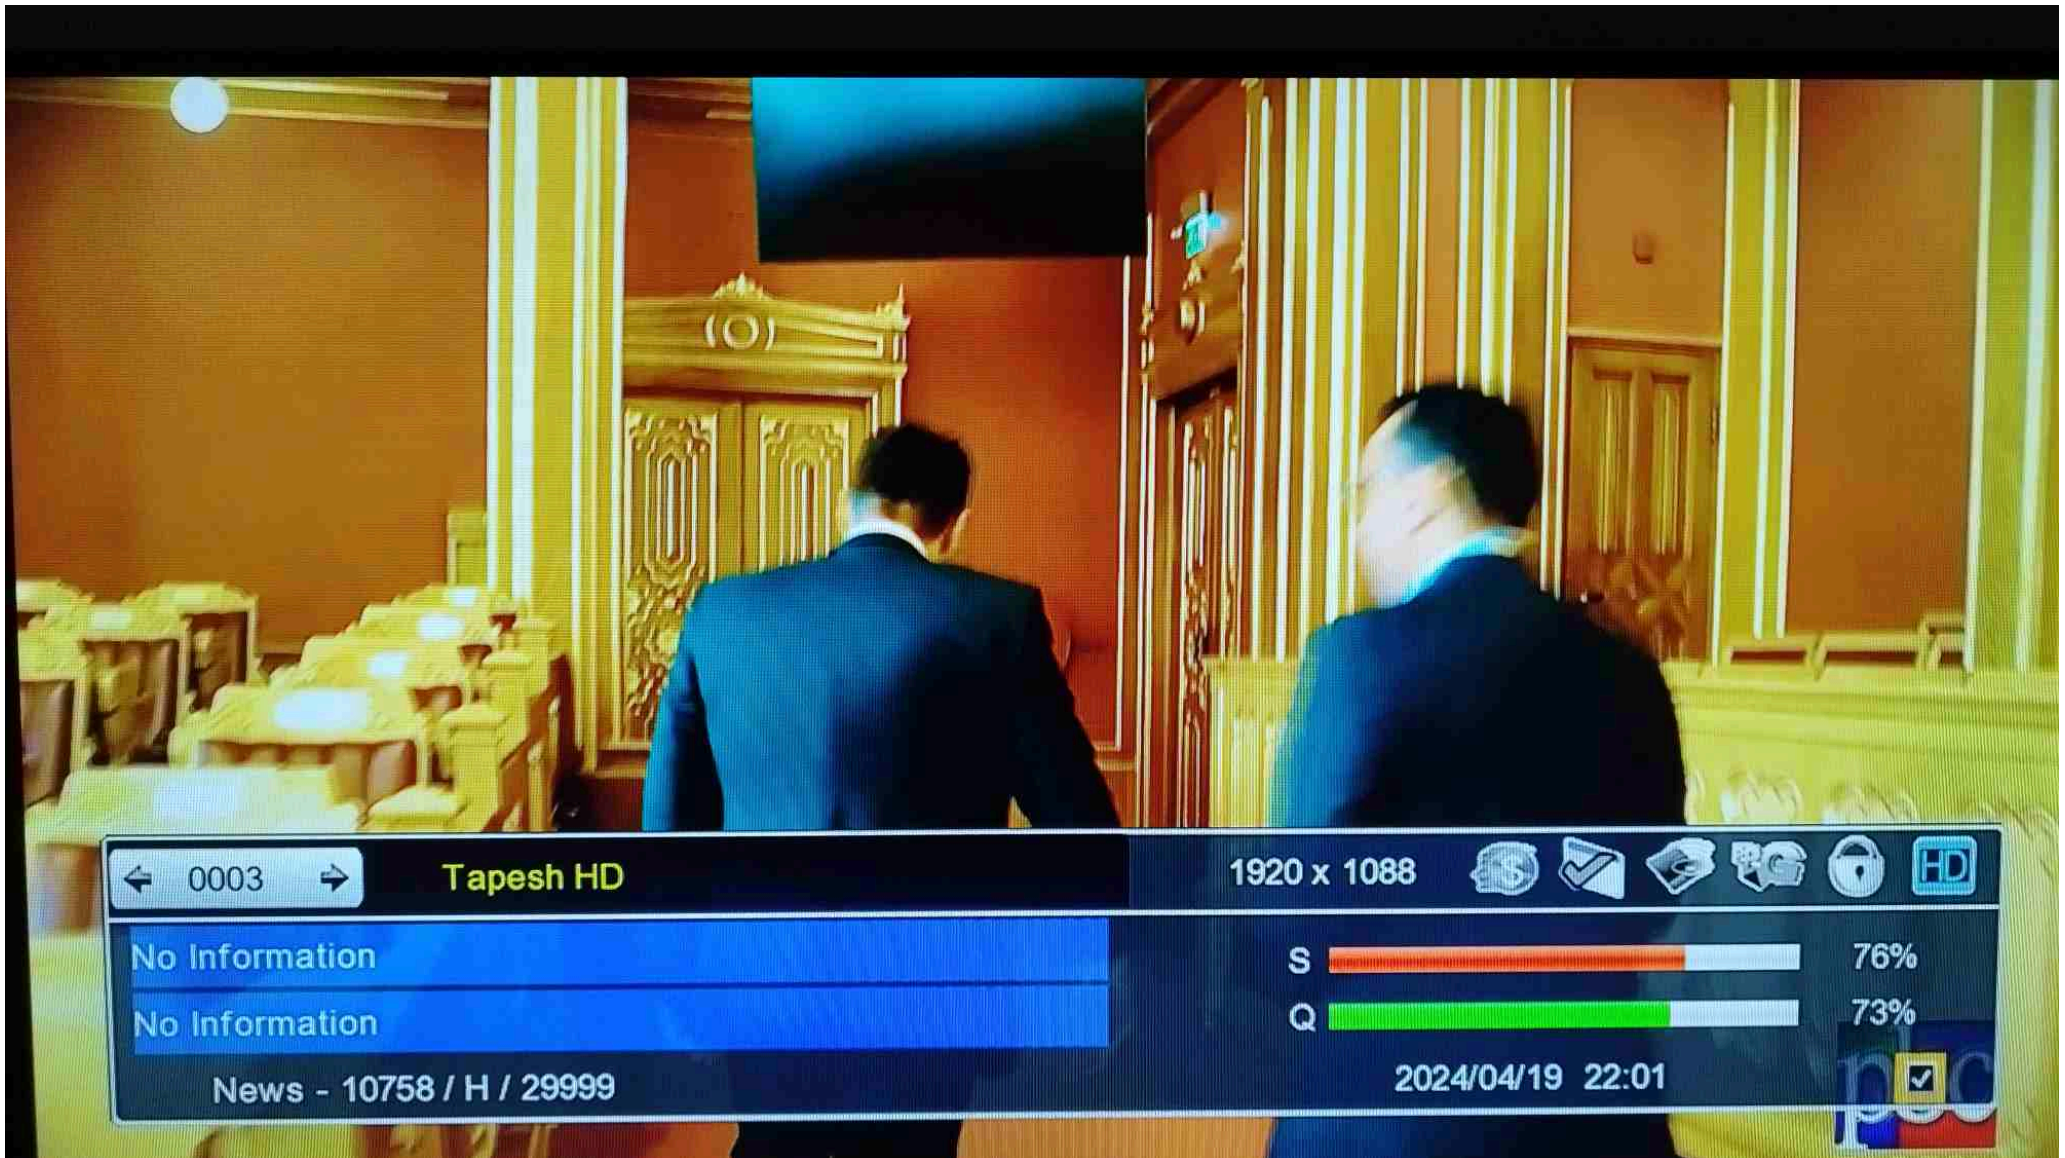 0003
Tapesh HD
1920 x 1088
HD
No Information
S
76%
No Information
Q
73%
News - 10758 / H / 29999
2024/04/19 22:01
pbc